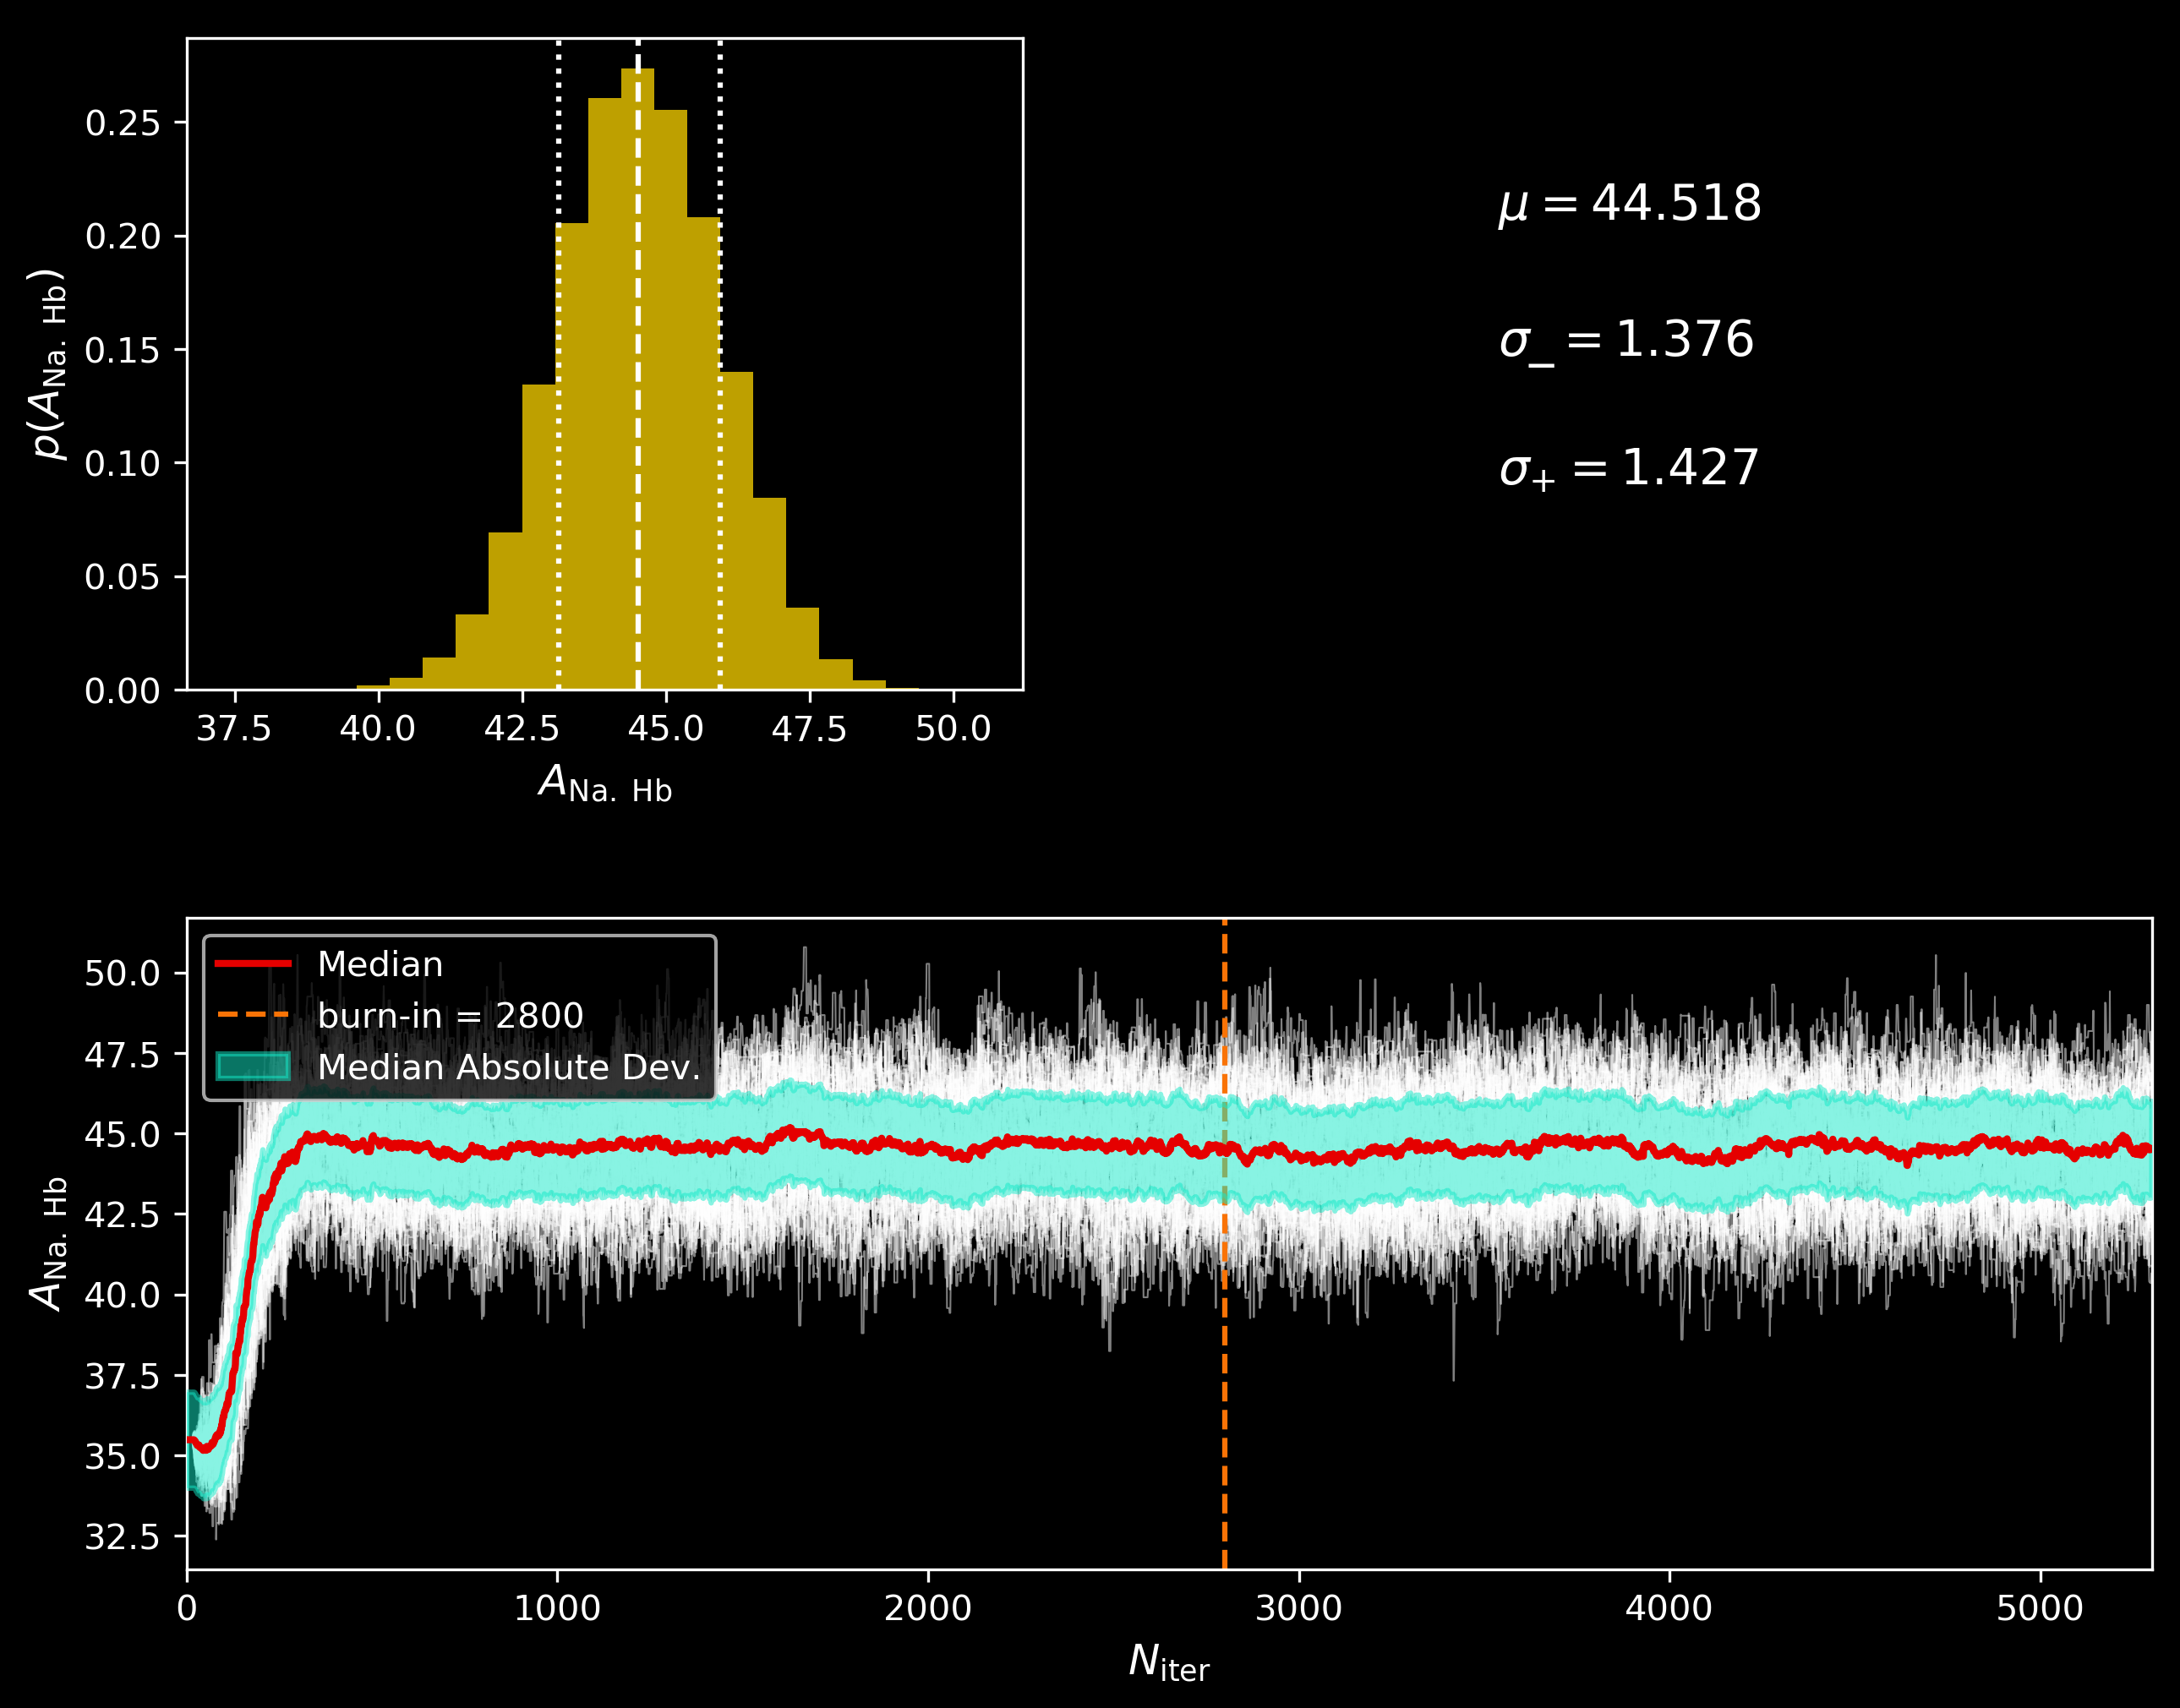 p(A_Na. Hb)
0.25
0.20
0.15
0.10
0.05
0.00
37.5 40.0 42.5 45.0 47.5 50.0
A_Na. Hb
μ = 44.518
σ_− = 1.376
σ_+ = 1.427
A_Na. Hb
50.0
47.5
45.0
42.5
40.0
37.5
35.0
32.5
Median
burn-in = 2800
Median Absolute Dev.
0 1000 2000 3000 4000 5000
N_iter